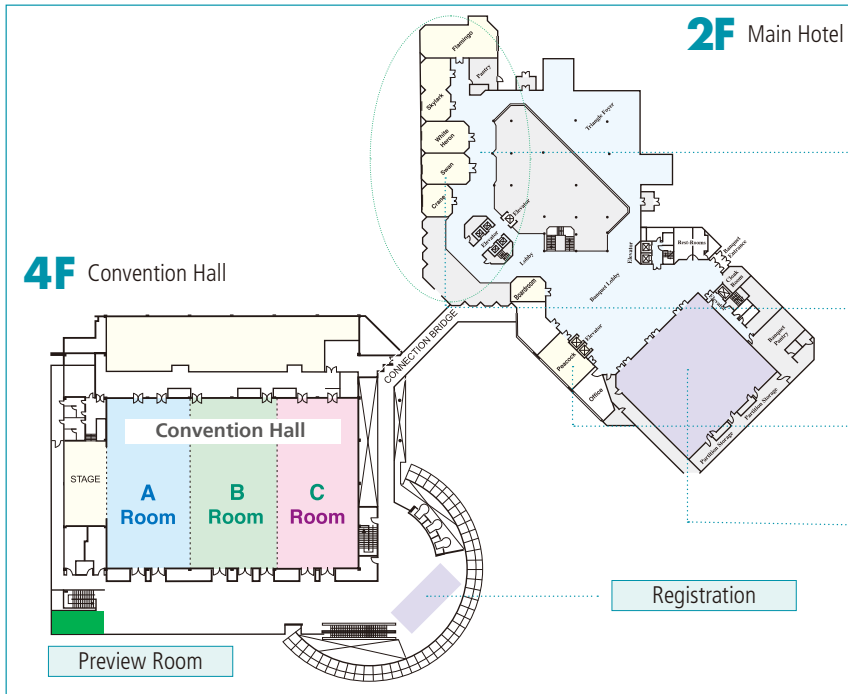 2F Main Hotel
Flamingo
Pantry
Skylark
Triangle Foyer
White
Heron
Swan
Crane
Elevator
Elevator
Lobby
Elevator
Rest-Rooms
Banquet
Entrance
Cloak
Room
4F Convention Hall
Boardroom
Banquet Lobby
CONNECTION BRIDGE
Elevator
Peacock
Banquet
Pantry
Office
Partition Storage
Partition Storage
Convention Hall
STAGE
A
Room
B
Room
C
Room
Registration
Preview Room